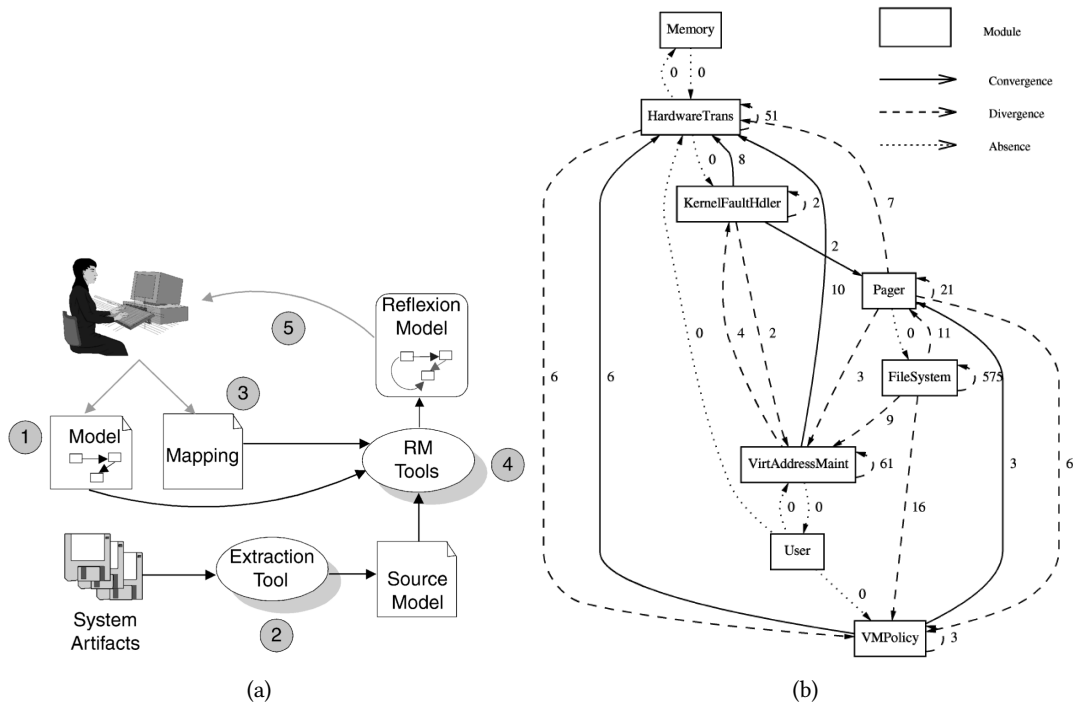 Reflexion
Model
5
1
Model
3
Mapping
RM
Tools
4
Extraction
Tool
2
Source
Model
System
Artifacts
(a)
Memory
Module
0
0
Convergence
HardwareTrans
51
Divergence
Absence
0
8
KernelFaultHdler
2
7
2
Pager
21
10
0
4
2
0
11
6
6
3
FileSystem
575
9
VirtAddressMaint
61
3
6
0
0
16
User
0
VMPolicy
3
(b)